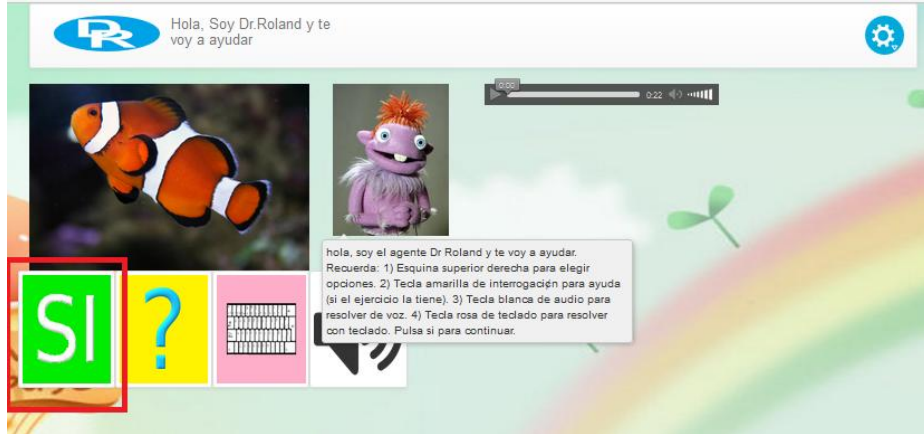 DR
Hola, Soy Dr.Roland y te
voy a ayudar
0:00
0:22
hola, soy el agente Dr Roland y te voy a ayudar.
Recuerda: 1) Esquina superior derecha para elegir
opciones. 2) Tecla amarilla de interrogación para ayuda
(si el ejercicio la tiene). 3) Tecla blanca de audio para
resolver de voz. 4) Tecla rosa de teclado para resolver
con teclado. Pulsa si para continuar.
SI
?